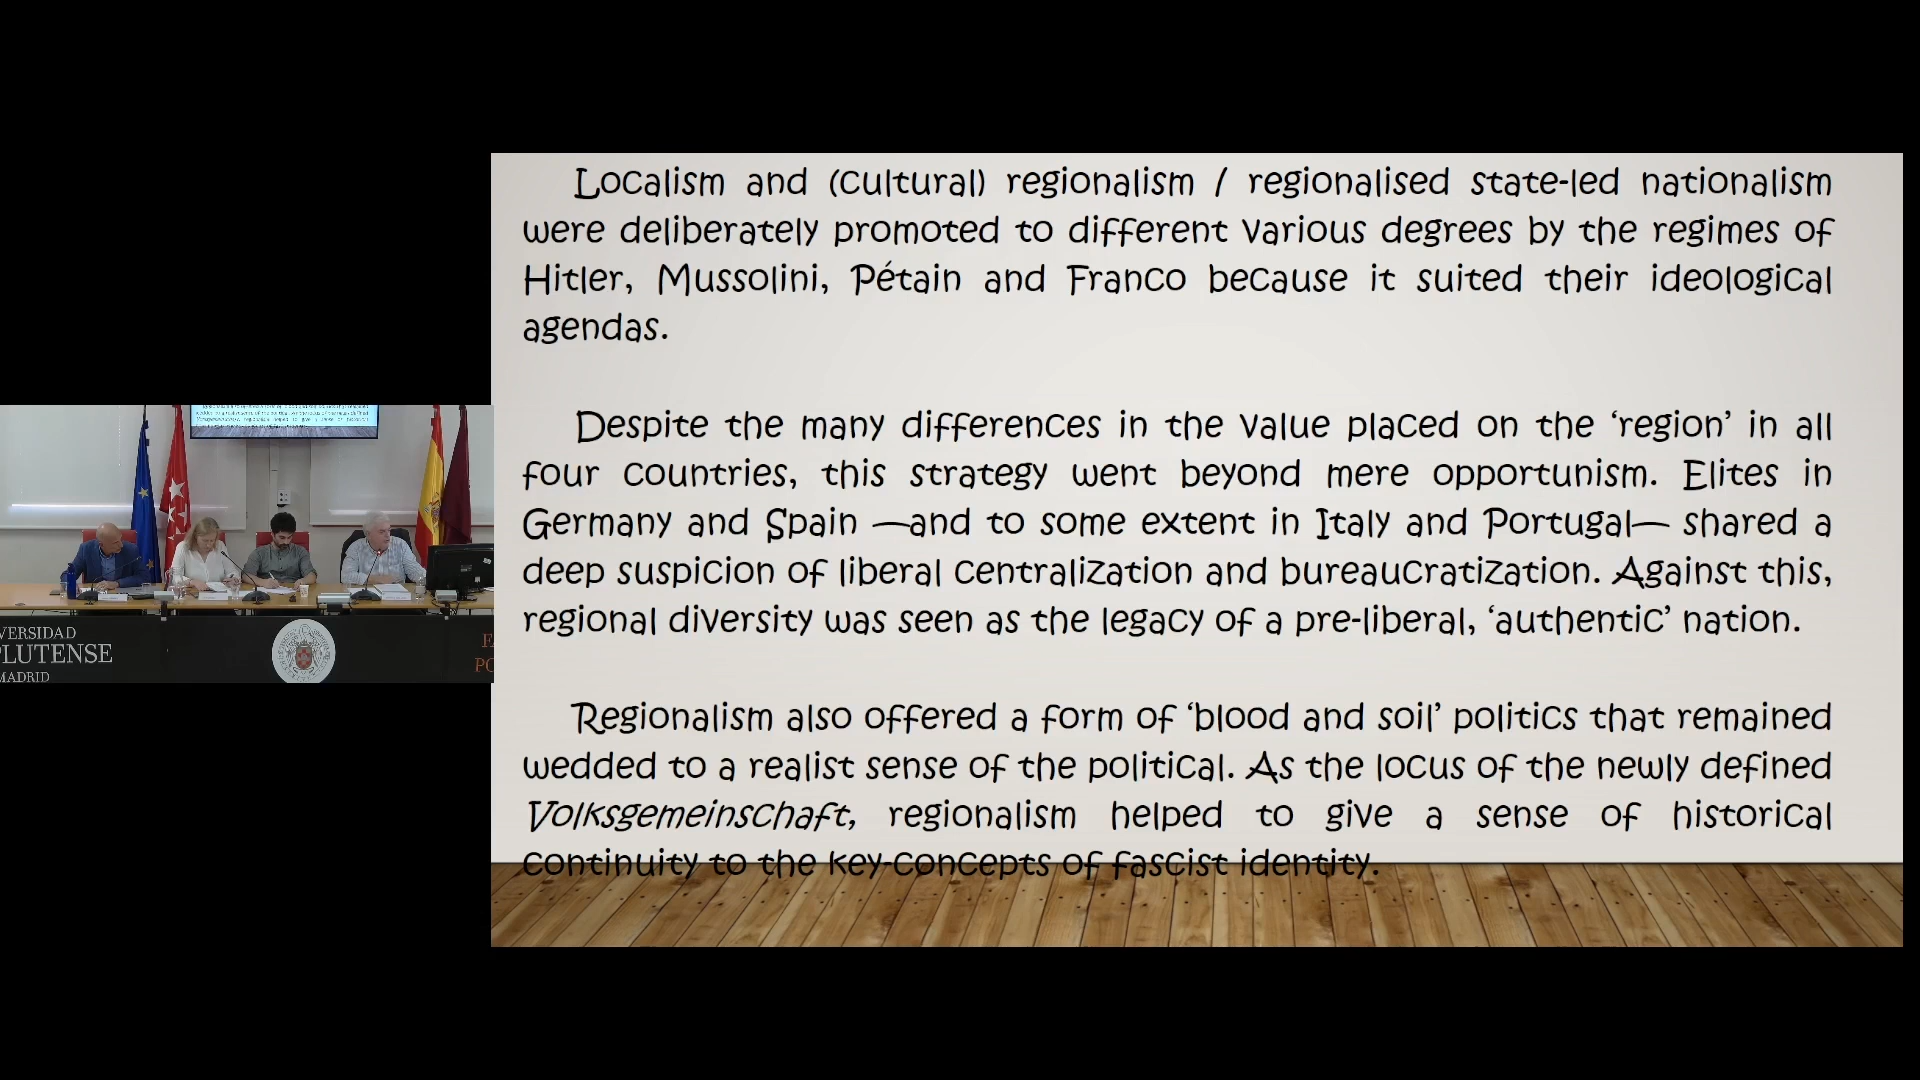 Localism and (cultural) regionalism / regionalised state-led nationalism
were deliberately promoted to different various degrees by the regimes of
Hitler, Mussolini, Pétain and Franco because it suited their ideological
agendas.
Despite the many differences in the value placed on the ‘region’ in all
four countries, this strategy went beyond mere opportunism. Elites in
Germany and Spain —and to some extent in Italy and Portugal— shared a
deep suspicion of liberal centralization and bureaucratization. Against this,
regional diversity was seen as the legacy of a pre-liberal, ‘authentic’ nation.
Regionalism also offered a form of ‘blood and soil’ politics that remained
wedded to a realist sense of the political. As the locus of the newly defined
Volksgemeinschaft, regionalism helped to give a sense of historical
continuity to the key-concepts of fascist identity.
VERSIDAD
PLUTENSE
MADRID